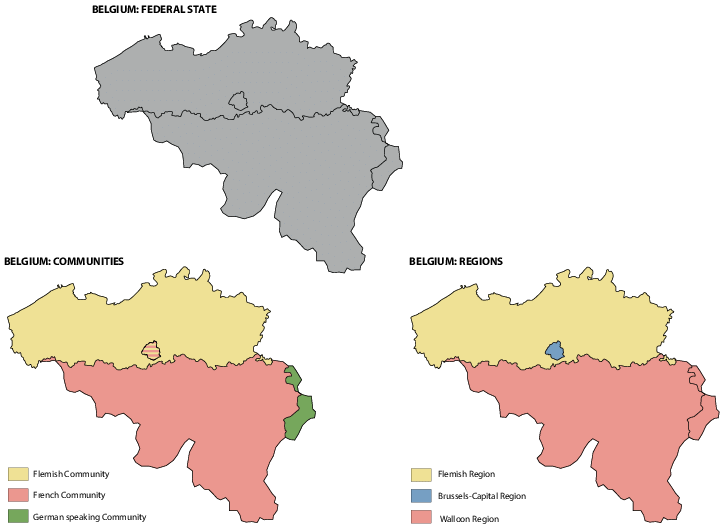 BELGIUM: FEDERAL STATE
BELGIUM: COMMUNITIES
Flemish Community
French Community
German speaking Community
BELGIUM: REGIONS
Flemish Region
Brussels-Capital Region
Walloon Region